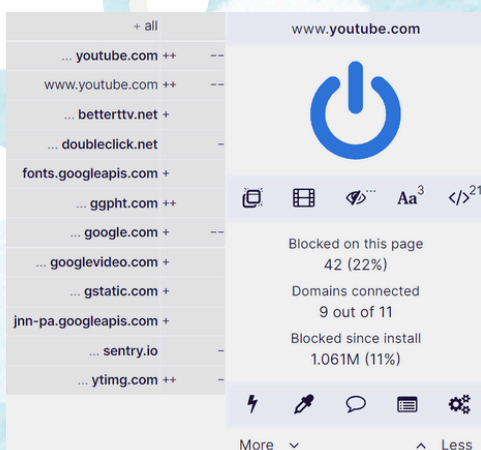 + all
... youtube.com ++ --
www.youtube.com ++ --
... betterttv.net +
... doubleclick.net -
fonts.googleapis.com +
... ggpht.com ++
... google.com + --
... googlevideo.com +
... gstatic.com +
jnn-pa.googleapis.com +
... sentry.io -
... ytimg.com ++ -
www.youtube.com
... Aa 3 </> 21
Blocked on this page
42 (22%)
Domains connected
9 out of 11
Blocked since install
1.061M (11%)
More Less